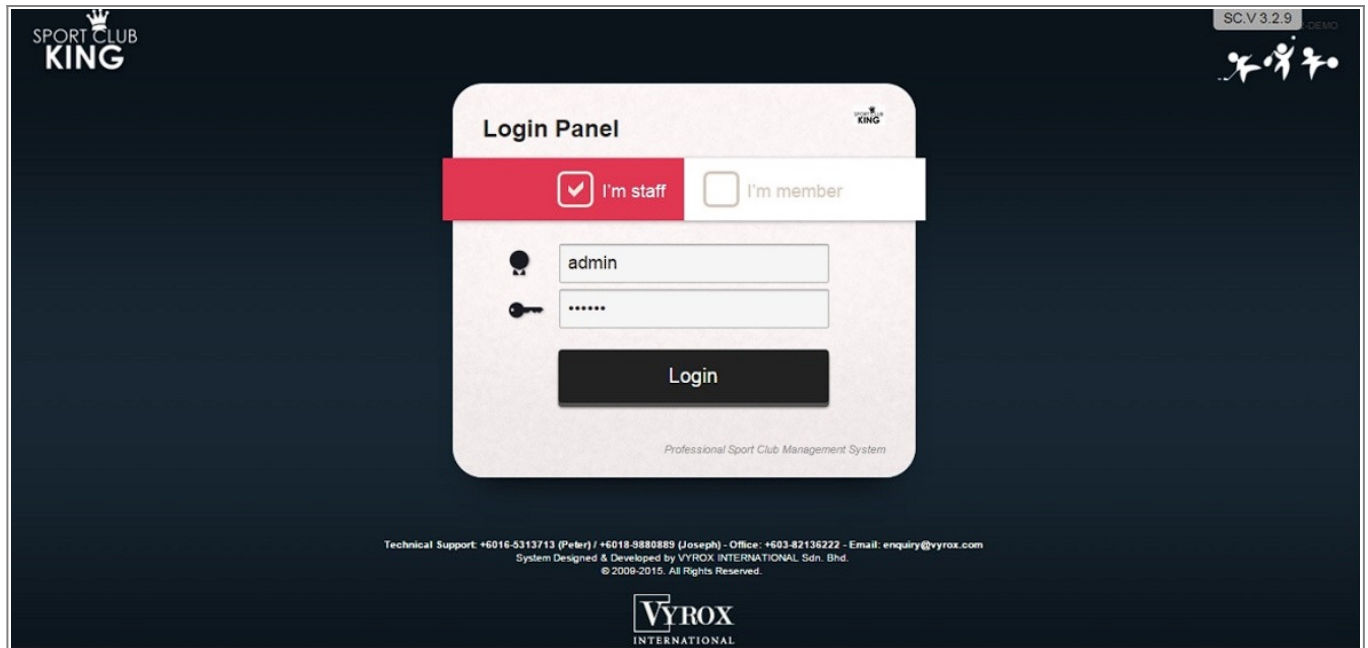 SPORT CLUB
KING
SC.V 3.2.9
-DEMO
Login Panel
SPORT CLUB
KING
I'm staff
I'm member
admin
••••••
Login
Professional Sport Club Management System
Technical Support: +6016-5313713 (Peter) / +6018-9880889 (Joseph) - Office: +603-82136222 - Email: enquiry@vyrox.com
System Designed & Developed by VYROX INTERNATIONAL Sdn. Bhd.
© 2009-2015. All Rights Reserved.
VYROX
INTERNATIONAL